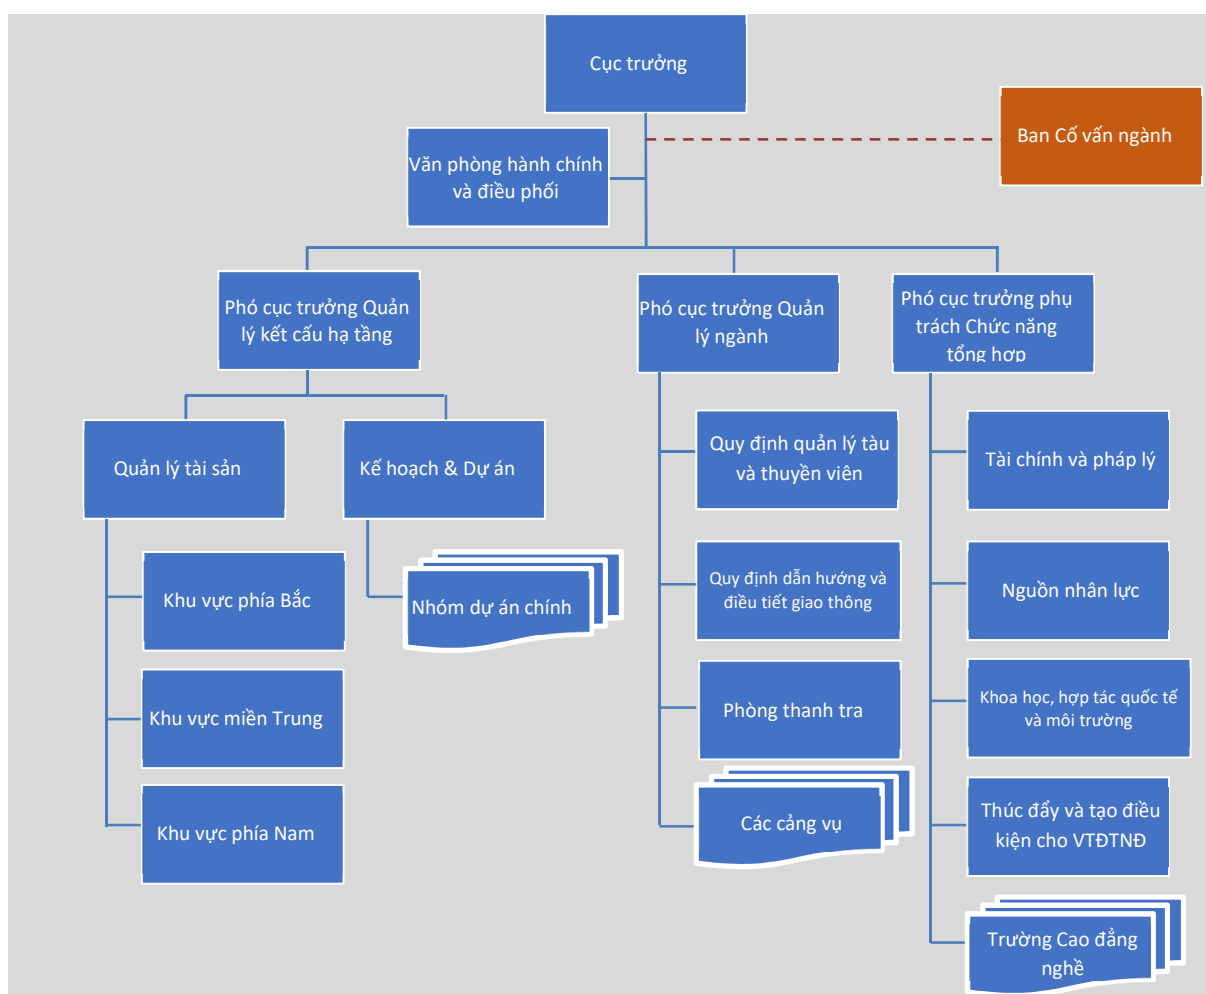 Cục trưởng
Ban Cố vấn ngành
Văn phòng hành chính
và điều phối
Phó cục trưởng Quản
lý kết cấu hạ tầng
Phó cục trưởng Quản
lý ngành
Phó cục trưởng phụ
trách Chức năng
tổng hợp
Quản lý tài sản
Kế hoạch & Dự án
Quy định quản lý tàu
và thuyền viên
Tài chính và pháp lý
Khu vực phía Bắc
Nhóm dự án chính
Quy định dẫn hướng và
điều tiết giao thông
Nguồn nhân lực
Khu vực miền Trung
Phòng thanh tra
Khoa học, hợp tác quốc tế
và môi trường
Khu vực phía Nam
Các cảng vụ
Thúc đẩy và tạo điều
kiện cho VTĐTNĐ
Trường Cao đẳng
nghề